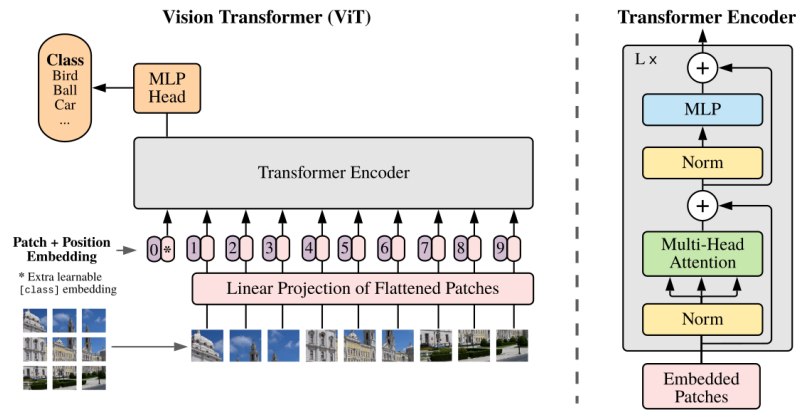 Vision Transformer (ViT)
Class
Bird
Ball
Car
...
MLP
Head
Transformer Encoder
Patch + Position
Embedding
0 * 1 2 3 4 5 6 7 8 9
* Extra learnable
[class] embedding
Linear Projection of Flattened Patches
Transformer Encoder
L x
+
MLP
Norm
+
Multi-Head
Attention
Norm
Embedded
Patches